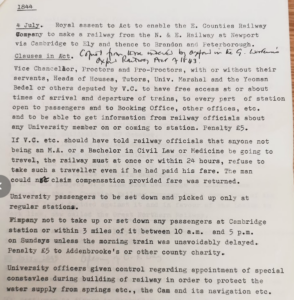 1844
4 July. Royal assent to Act to enable the E. Counties Railway
Company to make a railway from the N. & E. Railway at Newport
via Cambridge to Ely and thence to Brandon and Peterborough.
Clauses in Act.
Vice Chancellor, Proctors and Pro-Proctors, with or without their
servants, Heads of Houses, Tutors, Univ. Marshal and the Yeoman
Bedel or others deputed by V.C. to have free access at or about
times of arrival and departure of trains, to every part of station
open to passengers and to Booking Office, other offices, etc.
and to be able to get information from railway officials about
any University member on or coming to station. Penalty £5.
If V.C. etc. should have told railway officials that anyone not
being an M.A. or a Bachelor in Civil Law or Medicine be going to
travel, the railway must at once or within 24 hours, refuse to
take such a traveller even if he had paid his fare. The man
could not claim compensation provided fare was returned.
University passengers to be set down and picked up only at
regular stations.
Company not to take up or set down any passengers at Cambridge
station or within 3 miles of it between 10 a.m. and 5 p.m.
on Sundays unless the morning train was unavoidably delayed.
Penalty £5 to Addenbrooke's or other county charity.
University officers given control regarding appointment of special
constables during building of railway in order to protect the
water supply from springs etc., the Cam and its navigation etc.